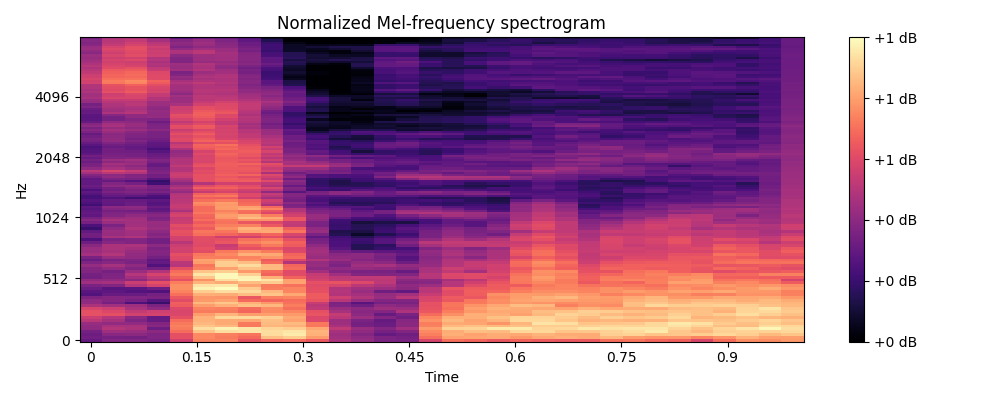 Normalized Mel-frequency spectrogram
Hz
4096
2048
1024
512
0
0 0.15 0.3 0.45 0.6 0.75 0.9
Time
+1 dB
+1 dB
+1 dB
+0 dB
+0 dB
+0 dB